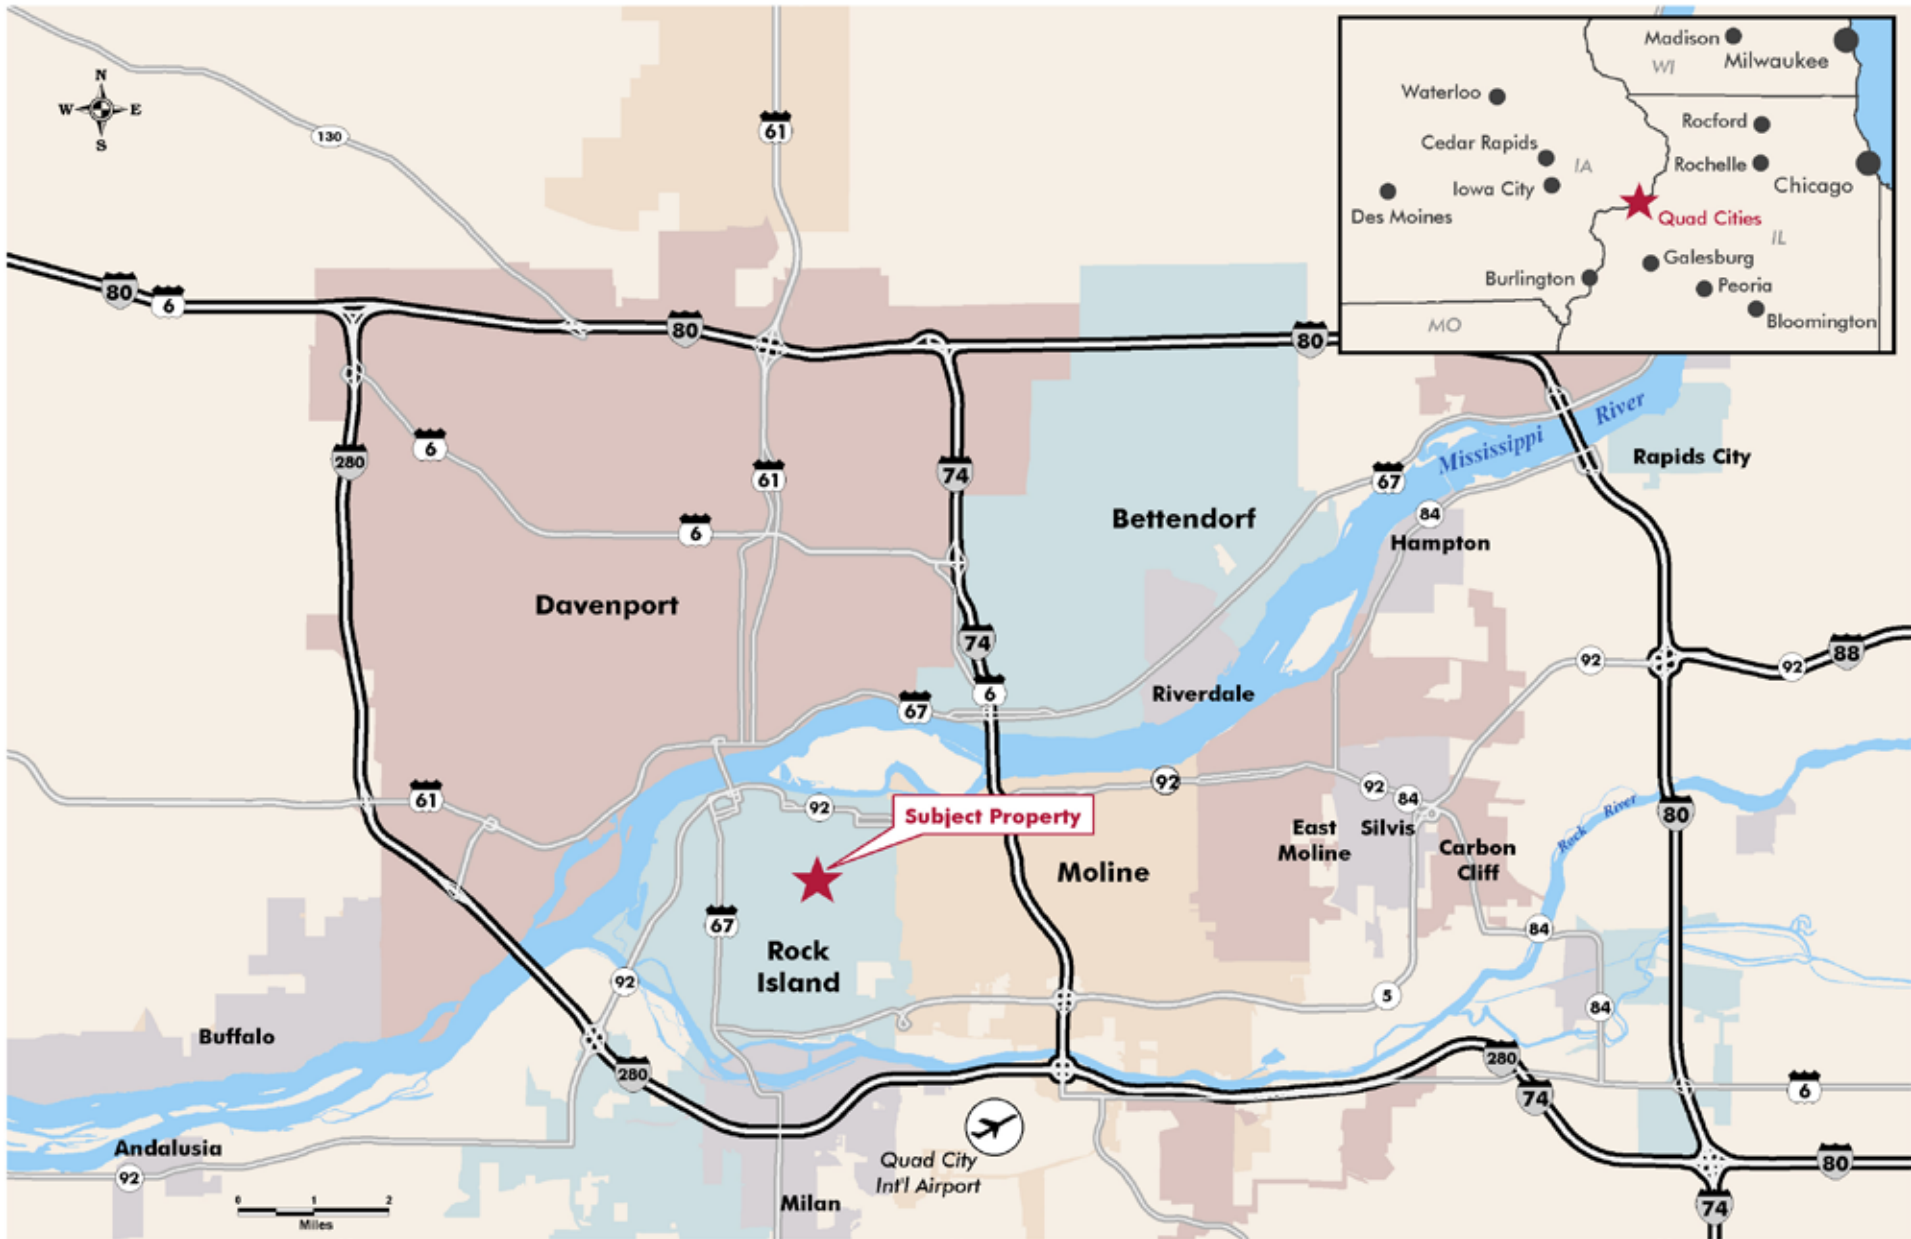 N
W E
S
130
61
Madison
WI
Milwaukee
Waterloo
Rocford
Cedar Rapids
IA
Rochelle
Iowa City
Chicago
Des Moines
Quad Cities
IL
Galesburg
Burlington
Peoria
Bloomington
MO
80
6
80
80
280
6
61
74
67
Mississippi River
Rapids City
84
Hampton
Bettendorf
6
Davenport
74
6
67
Riverdale
92
92
88
61
92
92
92
84
80
Rock River
Subject Property
East
Moline
Silvis
Carbon
Cliff
Moline
67
Rock
Island
92
84
5
84
Buffalo
280
280
74
6
Andalusia
92
0 1 2
Miles
Quad City
Int'l Airport
Milan
80
74